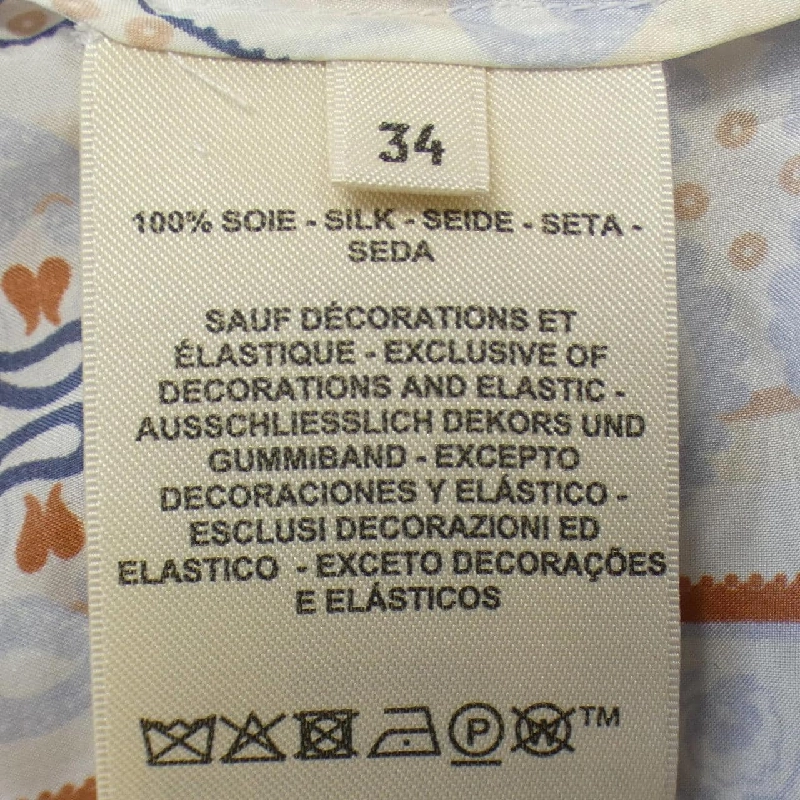 34
100% SOIE - SILK - SEIDE - SETA -
SEDA
SAUF DÉCORATIONS ET
ÉLASTIQUE - EXCLUSIVE OF
DECORATIONS AND ELASTIC -
AUSSCHLIESSLICH DEKORS UND
GUMMIBAND - EXCEPTO
DECORACIONES Y ELÁSTICO -
ESCLUSI DECORAZIONI ED
ELASTICO - EXCETO DECORAÇÕES
E ELÁSTICOS
P W TM